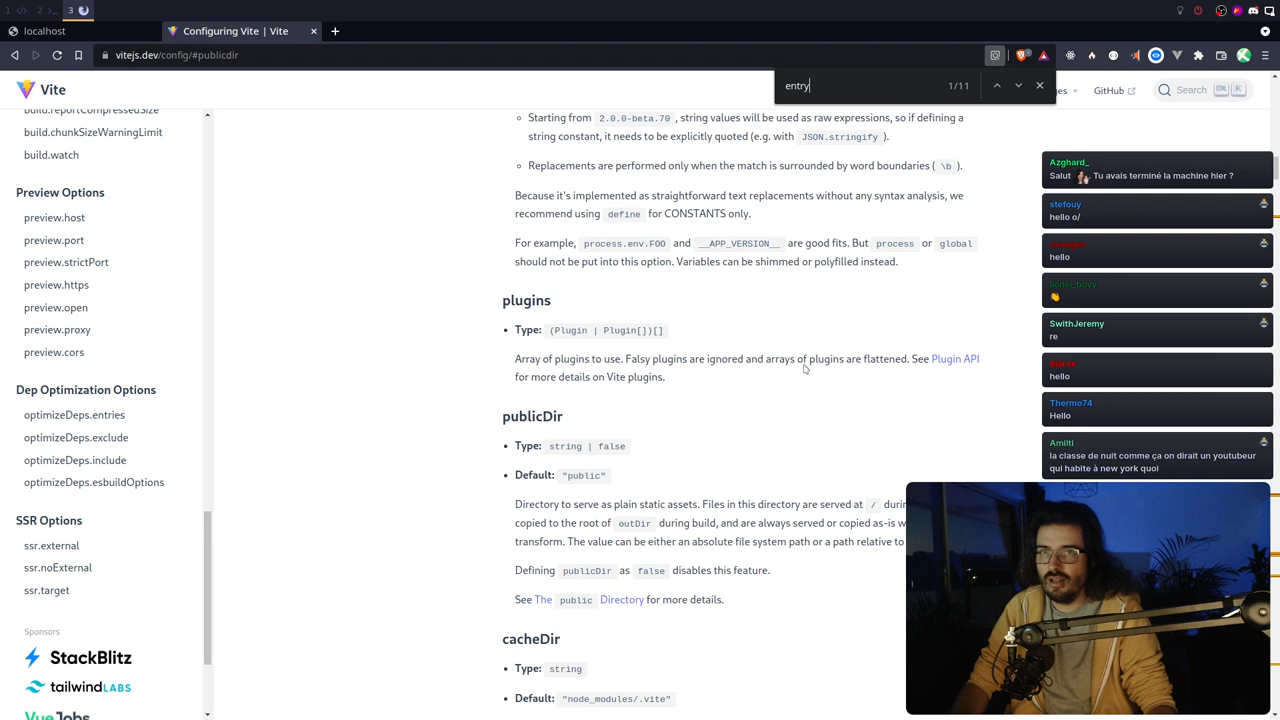 1
2
3
localhost
Configuring Vite | Vite
vitejs.dev/config/#publicdir
entry
1/11
Vite
GitHub
Search
build.reportCompressedSize
build.chunkSizeWarningLimit
build.watch
Preview Options
preview.host
preview.port
preview.strictPort
preview.https
preview.open
preview.proxy
preview.cors
Dep Optimization Options
optimizeDeps.entries
optimizeDeps.exclude
optimizeDeps.include
optimizeDeps.esbuildOptions
SSR Options
ssr.external
ssr.noExternal
ssr.target
Sponsors
StackBlitz
tailwindLABS
VueJobs
Starting from 2.0.0-beta.70, string values will be used as raw expressions, so if defining a
string constant, it needs to be explicitly quoted (e.g. with JSON.stringify ).
Replacements are performed only when the match is surrounded by word boundaries ( \b ).
Because it's implemented as straightforward text replacements without any syntax analysis, we
recommend using define for CONSTANTS only.
For example, process.env.FOO and __APP_VERSION__ are good fits. But process or global
should not be put into this option. Variables can be shimmed or polyfilled instead.
plugins
Type: (Plugin | Plugin[])[]
Array of plugins to use. Falsy plugins are ignored and arrays of plugins are flattened. See Plugin API
for more details on Vite plugins.
publicDir
Type: string | false
Default: "public"
Directory to serve as plain static assets. Files in this directory are served at / durin
copied to the root of outDir during build, and are always served or copied as-is w
transform. The value can be either an absolute file system path or a path relative to
Defining publicDir as false disables this feature.
See The public Directory for more details.
cacheDir
Type: string
Default: "node_modules/.vite"
Azghard_
Salut Tu avais terminé la machine hier ?
stefouy
hello o/
hello
lionel_bovy
SwithJeremy
re
hello
Thermo74
Hello
Amilti
la classe de nuit comme ça on dirait un youtubeur
qui habite à new york quoi